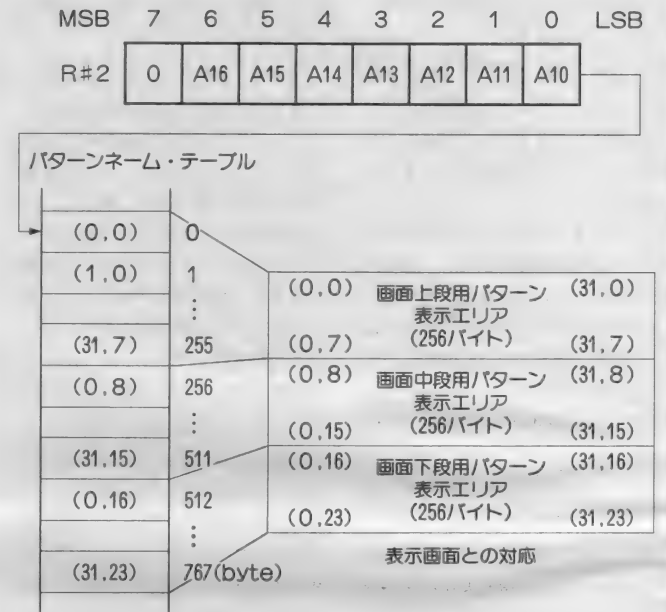 MSB 7 6 5 4 3 2 1 0 LSB
R#2 0 A16 A15 A14 A13 A12 A11 A10
パターンネーム・テーブル
(0,0) 0
(1,0) 1
⋮
(31,7) 255
(0,8) 256
⋮
(31,15) 511
(0,16) 512
⋮
(31,23) 767(byte)
(0,0) 画面上段用パターン (31,0)
表示エリア
(0,7) (256バイト) (31,7)
(0,8) 画面中段用パターン (31,8)
表示エリア
(0,15) (256バイト) (31,15)
(0,16) 画面下段用パターン (31,16)
表示エリア
(0,23) (256バイト) (31,23)
表示画面との対応